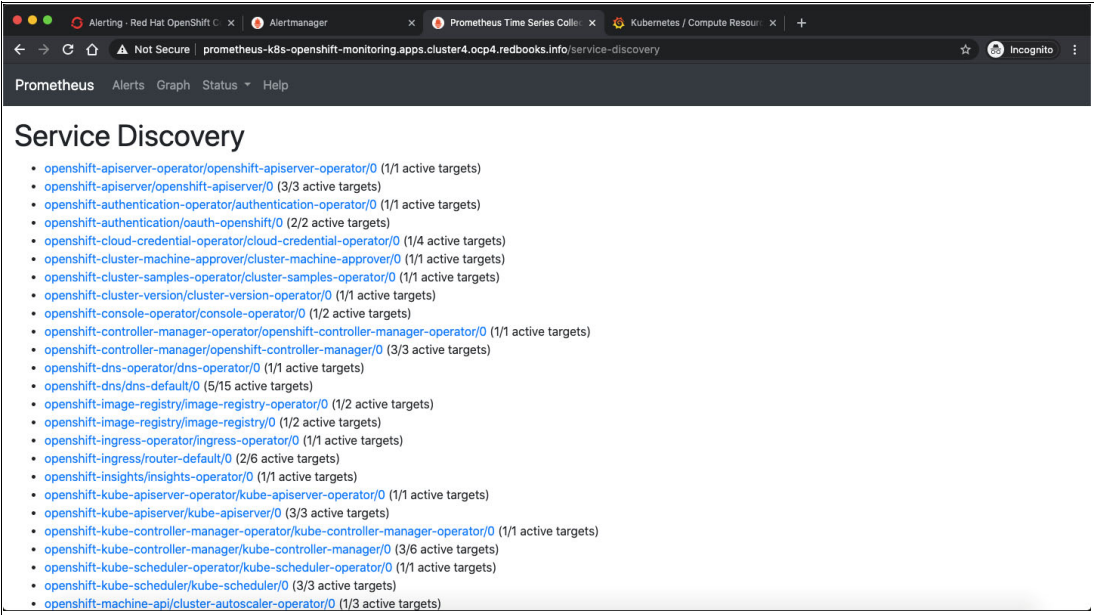 Alerting · Red Hat OpenShift C
Alertmanager
Prometheus Time Series Collec
Kubernetes / Compute Resour
Not Secure prometheus-k8s-openshift-monitoring.apps.cluster4.ocp4.redbooks.info/service-discovery
Incognito
Prometheus Alerts Graph Status Help
Service Discovery
openshift-apiserver-operator/openshift-apiserver-operator/0 (1/1 active targets)
openshift-apiserver/openshift-apiserver/0 (3/3 active targets)
openshift-authentication-operator/authentication-operator/0 (1/1 active targets)
openshift-authentication/oauth-openshift/0 (2/2 active targets)
openshift-cloud-credential-operator/cloud-credential-operator/0 (1/4 active targets)
openshift-cluster-machine-approver/cluster-machine-approver/0 (1/1 active targets)
openshift-cluster-samples-operator/cluster-samples-operator/0 (1/1 active targets)
openshift-cluster-version/cluster-version-operator/0 (1/1 active targets)
openshift-console-operator/console-operator/0 (1/2 active targets)
openshift-controller-manager-operator/openshift-controller-manager-operator/0 (1/1 active targets)
openshift-controller-manager/openshift-controller-manager/0 (3/3 active targets)
openshift-dns-operator/dns-operator/0 (1/1 active targets)
openshift-dns/dns-default/0 (5/15 active targets)
openshift-image-registry/image-registry-operator/0 (1/2 active targets)
openshift-image-registry/image-registry/0 (1/2 active targets)
openshift-ingress-operator/ingress-operator/0 (1/1 active targets)
openshift-ingress/router-default/0 (2/6 active targets)
openshift-insights/insights-operator/0 (1/1 active targets)
openshift-kube-apiserver-operator/kube-apiserver-operator/0 (1/1 active targets)
openshift-kube-apiserver/kube-apiserver/0 (3/3 active targets)
openshift-kube-controller-manager-operator/kube-controller-manager-operator/0 (1/1 active targets)
openshift-kube-controller-manager/kube-controller-manager/0 (3/6 active targets)
openshift-kube-scheduler-operator/kube-scheduler-operator/0 (1/1 active targets)
openshift-kube-scheduler/kube-scheduler/0 (3/3 active targets)
openshift-machine-api/cluster-autoscaler-operator/0 (1/3 active targets)